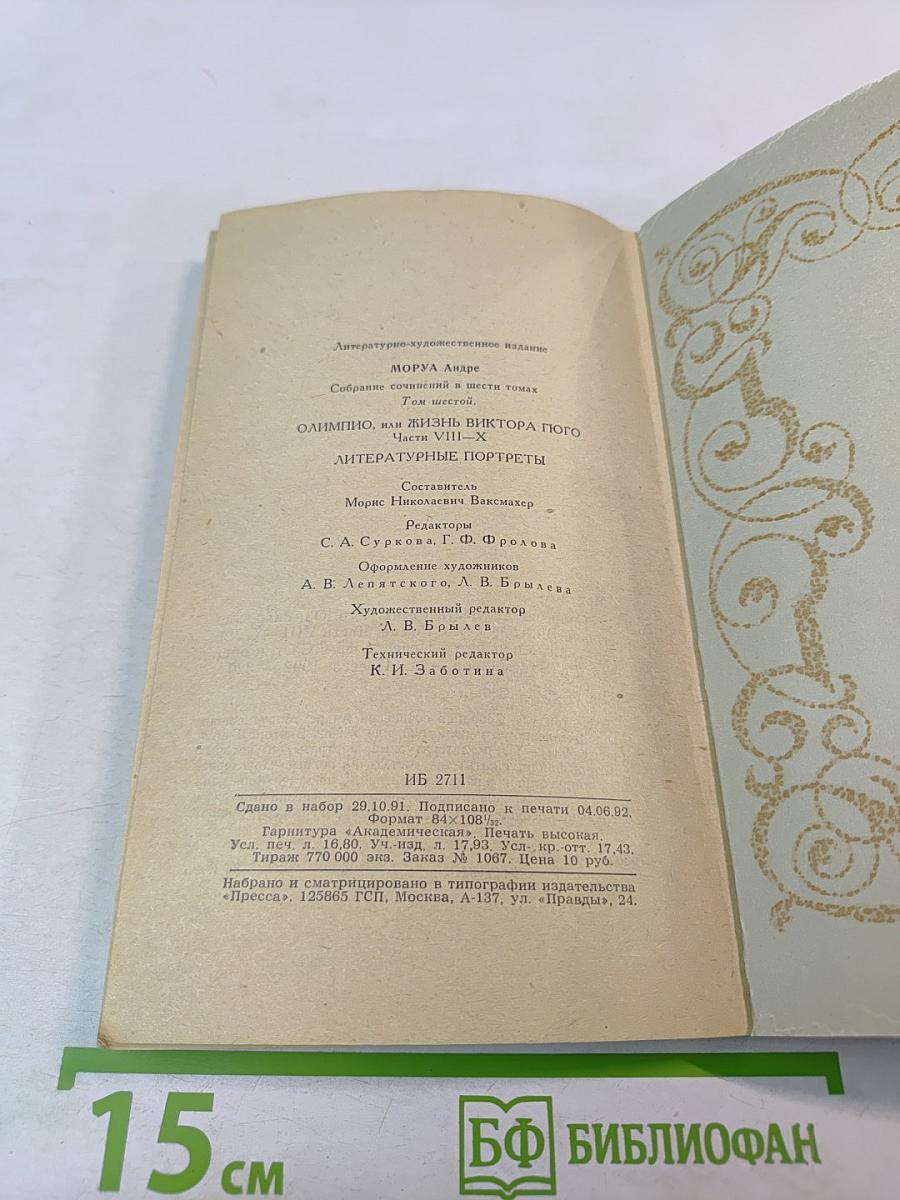 Литературно-художественное издание
МОРУА Андре
Собрание сочинений в шести томах
Том шестой.
ОЛИМПИО, или ЖИЗНЬ ВИКТОРА ГЮГО
Части VIII—X
ЛИТЕРАТУРНЫЕ ПОРТРЕТЫ
Составитель
Морис Николаевич Ваксмахер
Редакторы
С. А. Суркова, Г. Ф. Фролова
Оформление художников
А. В. Лепятского, Л. В. Брылева
Художественный редактор
Л. В. Брылев
Технический редактор
К. И. Заботина
ИБ 2711
Сдано в набор 29.10.91. Подписано к печати 04.06.92.
Формат 84×108 1/32.
Гарнитура «Академическая». Печать высокая.
Усл. печ. л. 16,80. Уч.-изд. л. 17,93. Усл. кр.-отт. 17,43.
Тираж 770 000 экз. Заказ № 1067. Цена 10 руб.
Набрано и сматрицировано в типографии издательства
«Пресса». 125865 ГСП, Москва, А-137, ул. «Правды», 24.
15 см
БФ БИБЛИОФАН